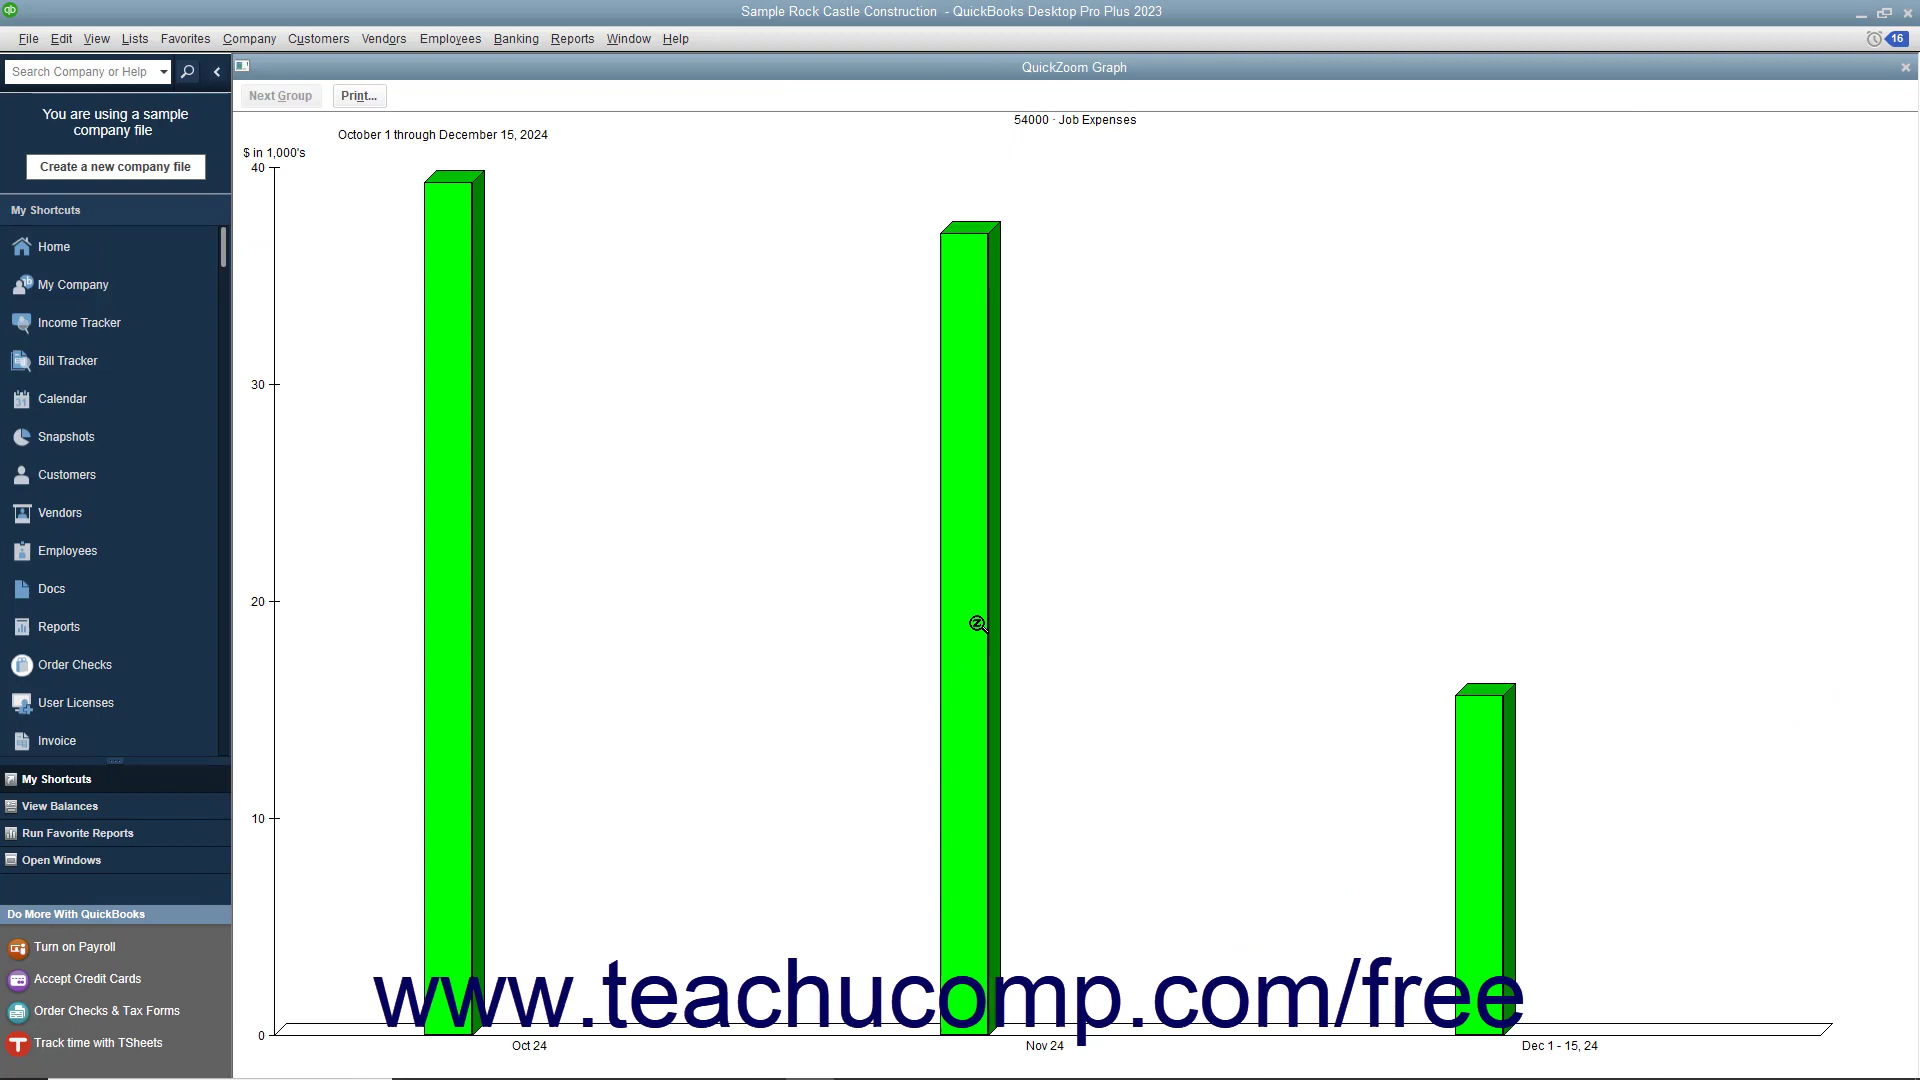 Sample Rock Castle Construction - QuickBooks Desktop Pro Plus 2023
File Edit View Lists Favorites Company Customers Vendors Employees Banking Reports Window Help
16
Search Company or Help
QuickZoom Graph
Next Group Print...
You are using a sample
company file
Create a new company file
My Shortcuts
Home
My Company
Income Tracker
Bill Tracker
Calendar
Snapshots
Customers
Vendors
Employees
Docs
Reports
Order Checks
User Licenses
Invoice
My Shortcuts
View Balances
Run Favorite Reports
Open Windows
Do More With QuickBooks
Turn on Payroll
Accept Credit Cards
Order Checks & Tax Forms
Track time with TSheets
54000 · Job Expenses
October 1 through December 15, 2024
$ in 1,000's
40
30
20
10
0
Oct 24 Nov 24 Dec 1 - 15, 24
www.teachucomp.com/free